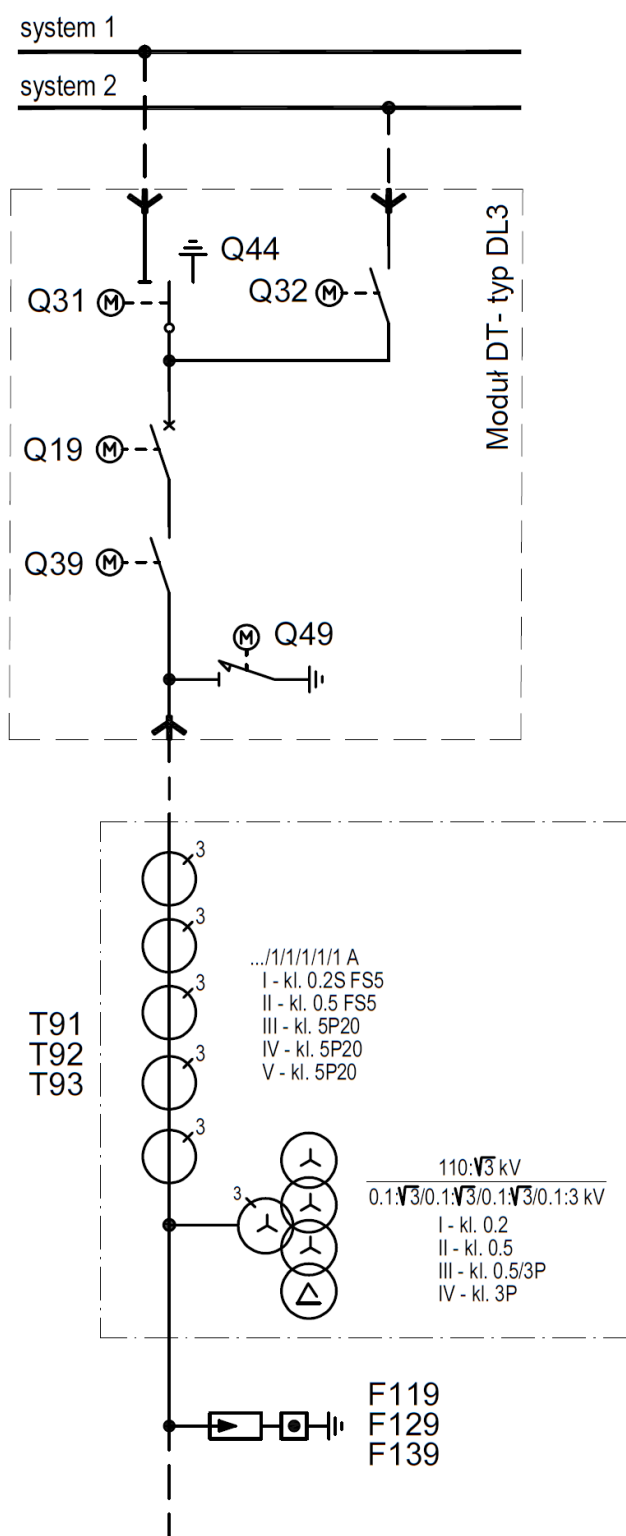 system 1
system 2
Moduł DT- typ DL3
Q44
Q31
M
Q32
M
Q19
M
Q39
M
M
Q49
3
3
3
3
3
T91
T92
T93
.../1/1/1/1/1 A
I - kl. 0.2S FS5
II - kl. 0.5 FS5
III - kl. 5P20
IV - kl. 5P20
V - kl. 5P20
3
110:√3 kV
0.1:√3/0.1:√3/0.1:√3/0.1:3 kV
I - kl. 0.2
II - kl. 0.5
III - kl. 0.5/3P
IV - kl. 3P
F119
F129
F139